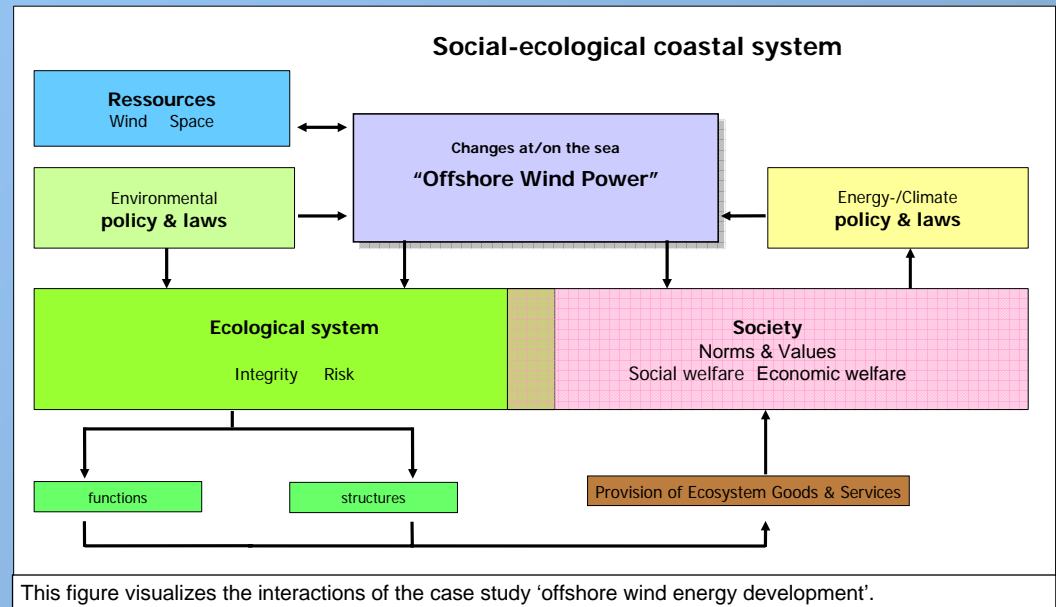 Social-ecological coastal system
Ressources
Wind Space
Changes at/on the sea
“Offshore Wind Power”
Environmental
policy & laws
Energy-/Climate
policy & laws
Ecological system
Integrity Risk
Society
Norms & Values
Social welfare Economic welfare
functions
structures
Provision of Ecosystem Goods & Services
This figure visualizes the interactions of the case study ‘offshore wind energy development’.